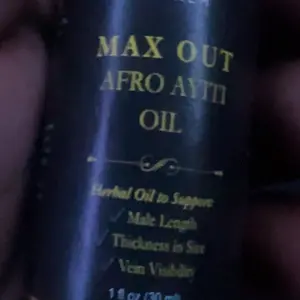 MAX OUT
AFRO AYITI
OIL
Herbal Oil to Support
Male Length
Thickness in Size
Vein Visibility
1 fl oz (30 ml)